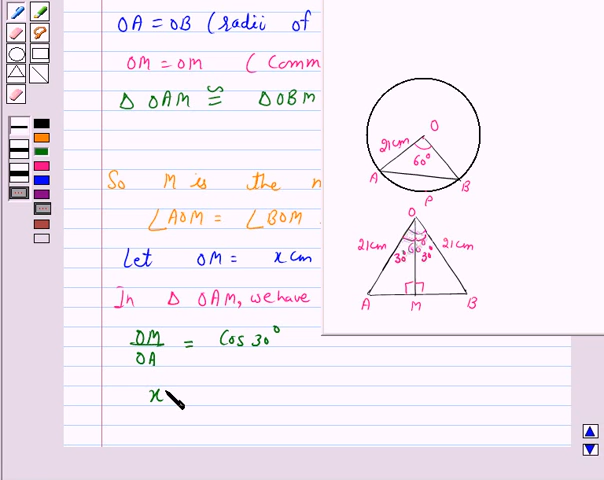 OA = OB (radii of
OM = OM (Comm
Δ OAM ≅ Δ OBM
So M is the
∠AOM = ∠BOM
Let OM = x cm
In Δ OAM, we have
OM
OA
= Cos 30°
x
O
21cm
60°
A
B
P
O
21cm
21cm
60°
30°
30°
A
M
B